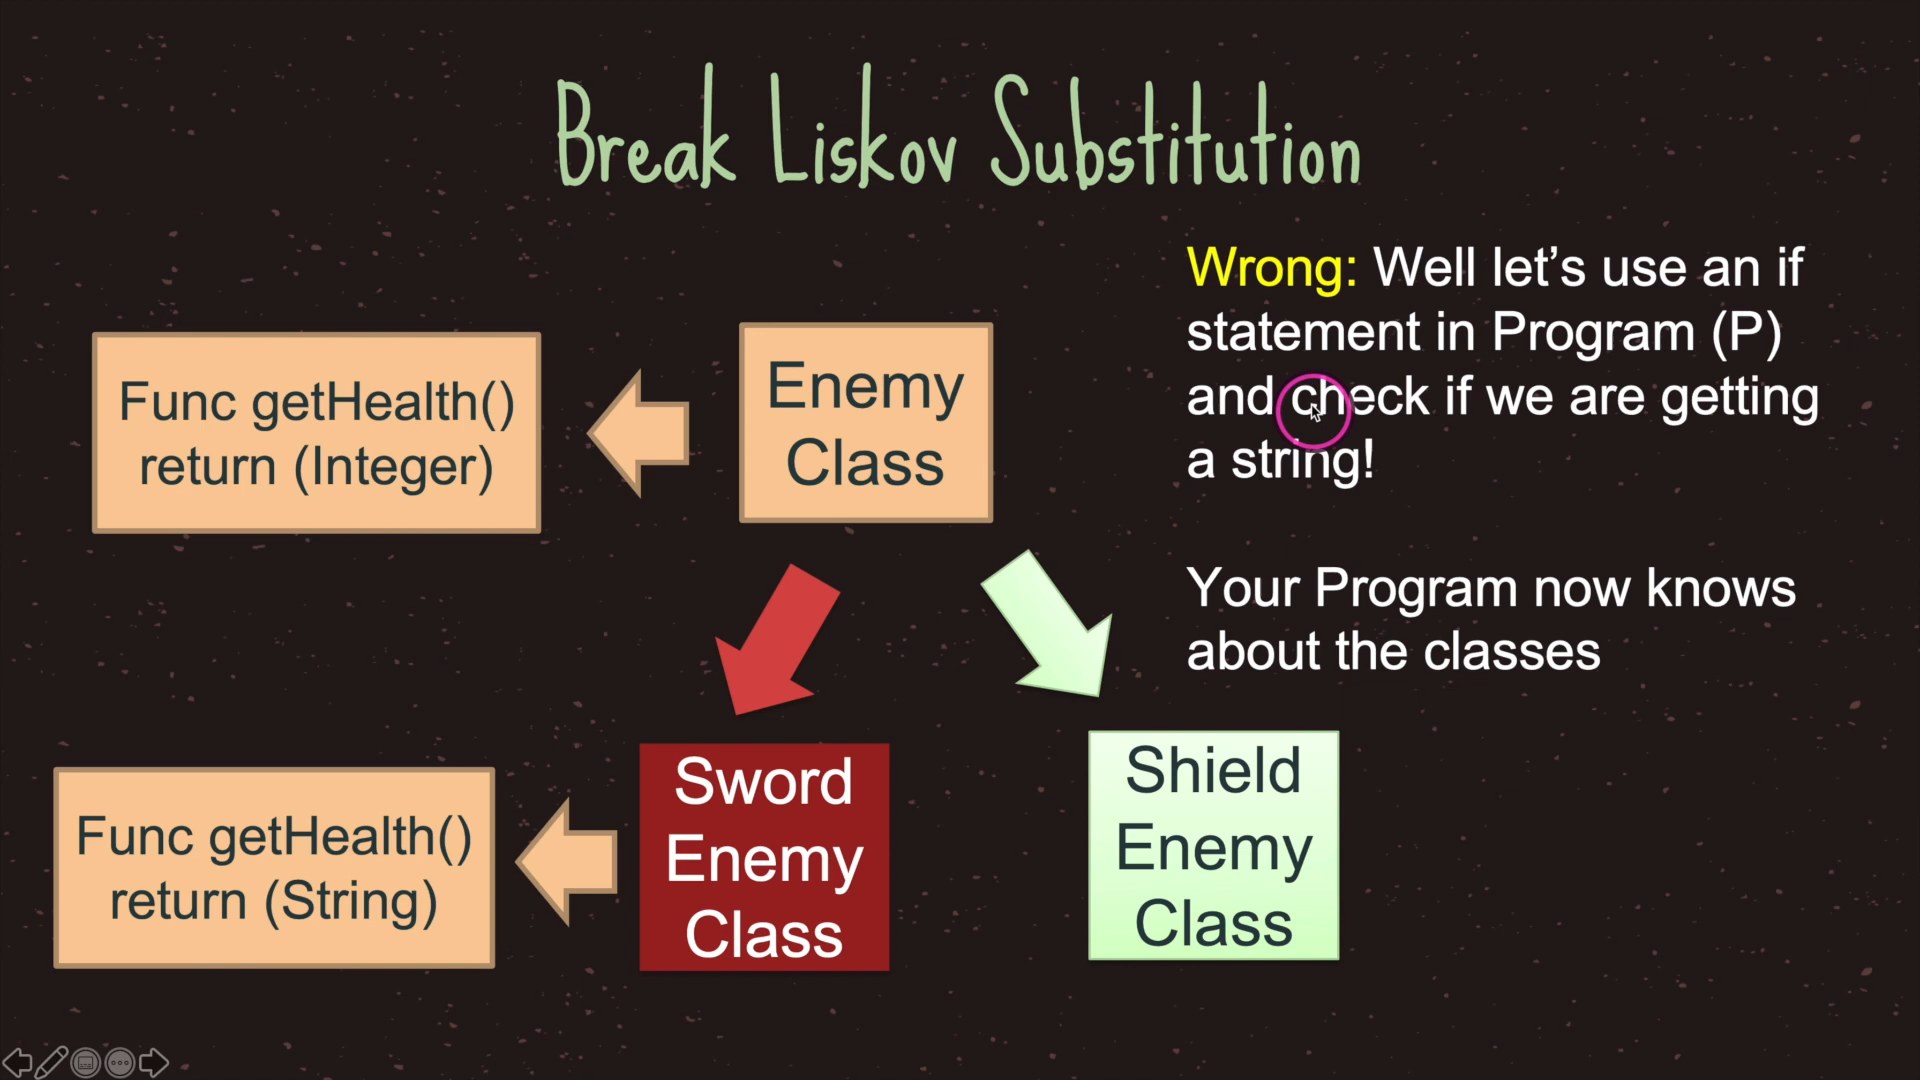 Break Liskov Substitution
Wrong: Well let’s use an if
statement in Program (P)
and check if we are getting
a string!
Your Program now knows
about the classes
Func getHealth()
return (Integer)
Enemy
Class
Func getHealth()
return (String)
Sword
Enemy
Class
Shield
Enemy
Class